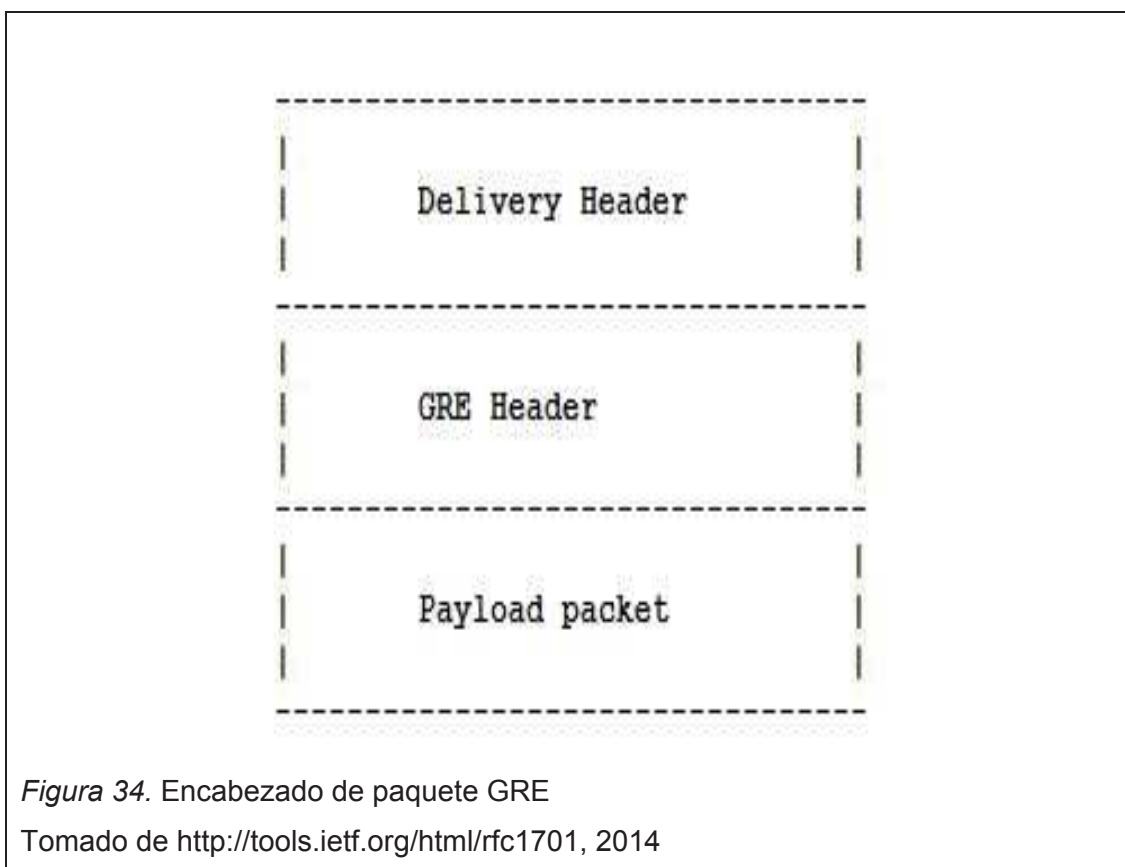 Delivery Header
GRE Header
Payload packet
Figura 34. Encabezado de paquete GRE
Tomado de http://tools.ietf.org/html/rfc1701, 2014